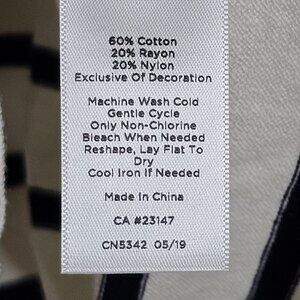 60% Cotton
20% Rayon
20% Nylon
Exclusive Of Decoration
Machine Wash Cold
Gentle Cycle
Only Non-Chlorine
Bleach When Needed
Reshape, Lay Flat To
Dry
Cool Iron If Needed
Made In China
CA #23147
CN5342 05/19